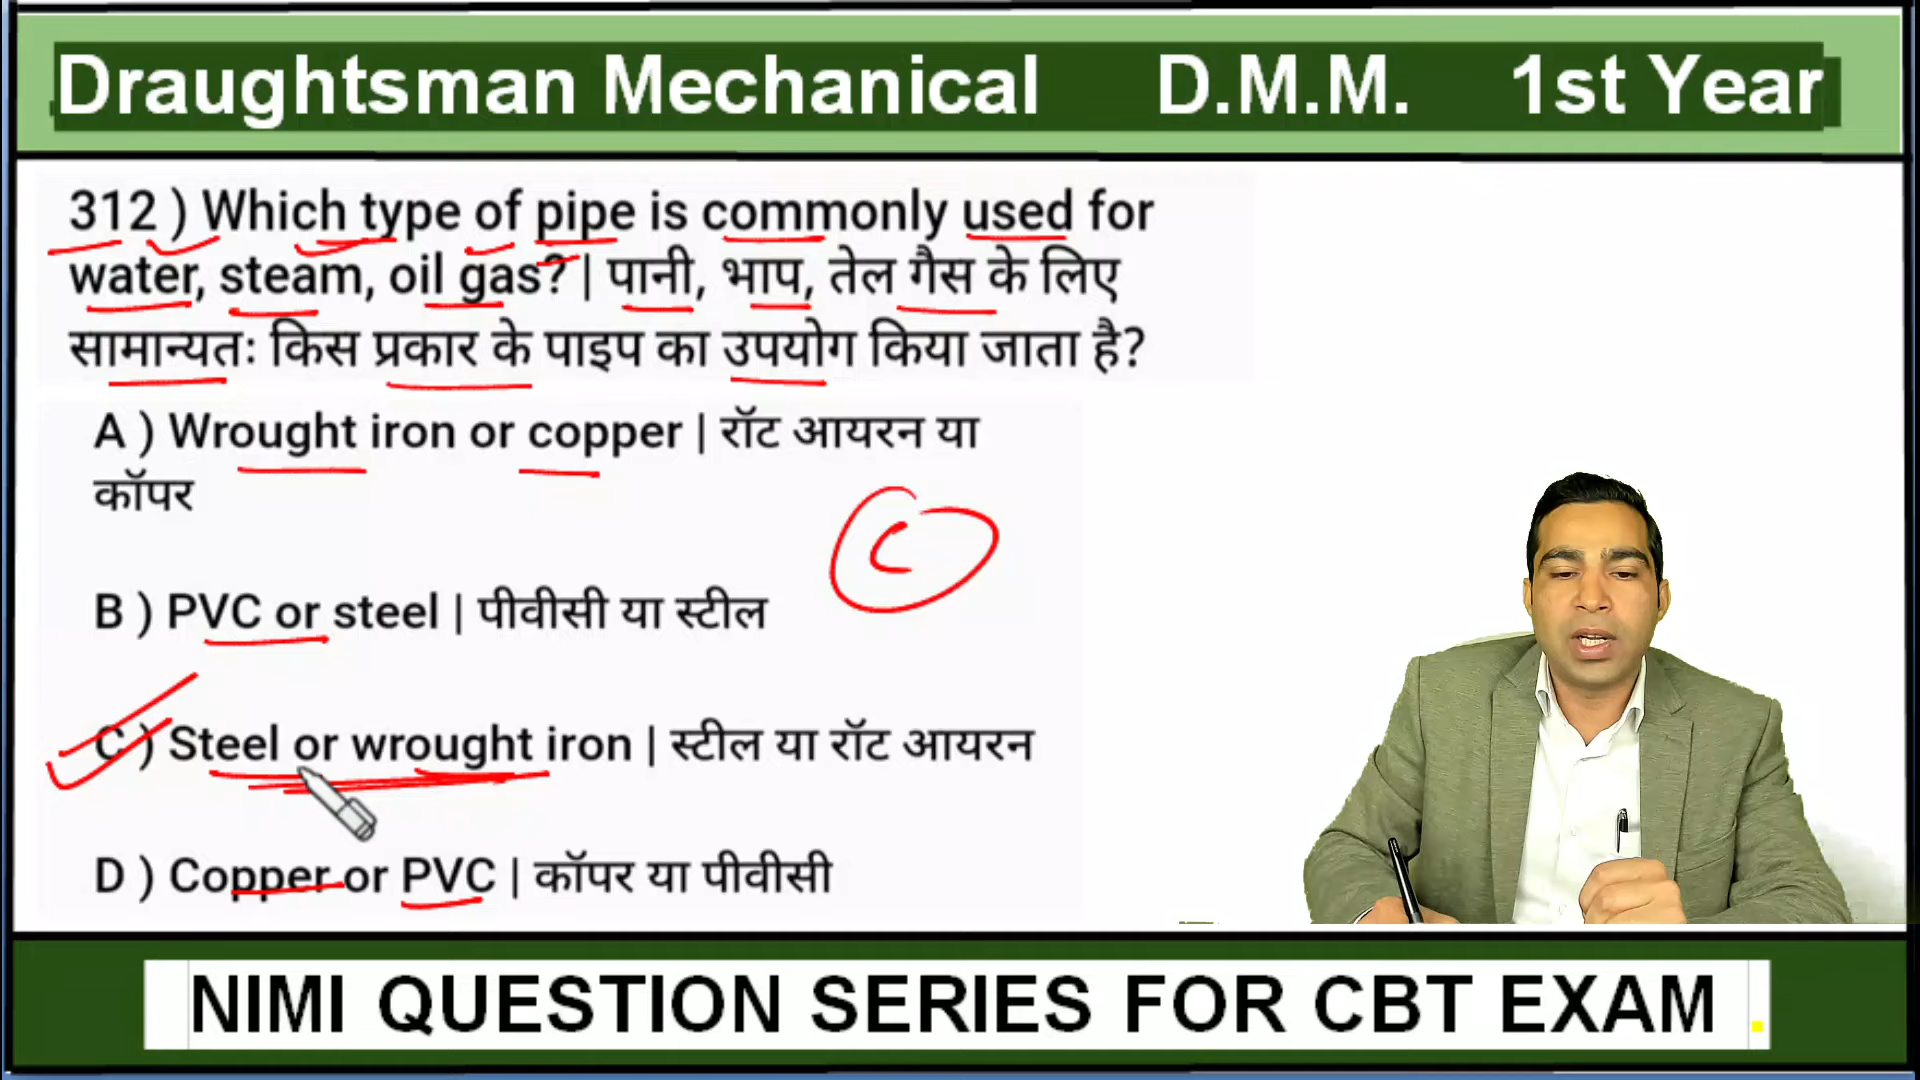 Draughtsman Mechanical D.M.M. 1st Year
312 ) Which type of pipe is commonly used for
water, steam, oil gas? | पानी, भाप, तेल गैस के लिए
सामान्यतः किस प्रकार के पाइप का उपयोग किया जाता है?
A ) Wrought iron or copper | रॉट आयरन या
कॉपर
C
B ) PVC or steel | पीवीसी या स्टील
C ) Steel or wrought iron | स्टील या रॉट आयरन
D ) Copper or PVC | कॉपर या पीवीसी
NIMI QUESTION SERIES FOR CBT EXAM .